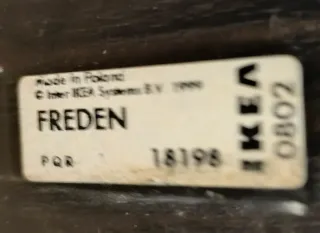 Made in Poland
© Inter IKEA Systems B.V. 1999
FREDEN
PQR 18198
IKEA
0802